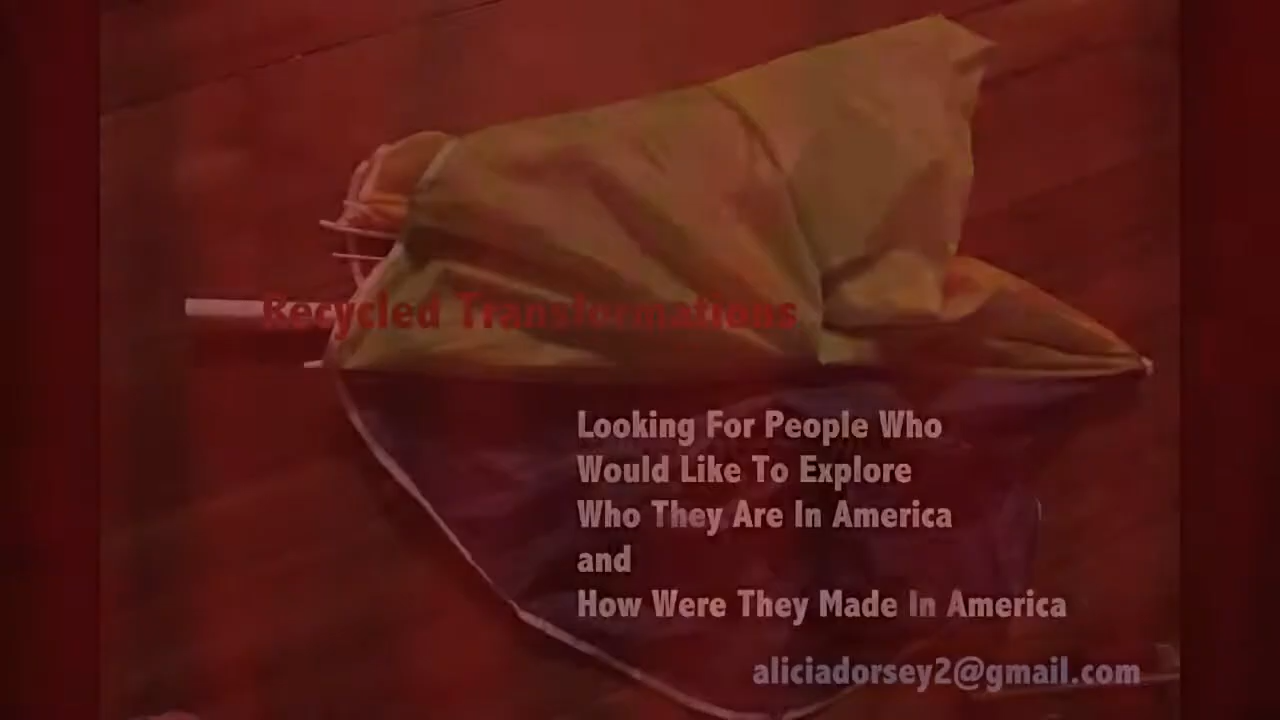 Recycled Transformations
Looking For People Who
Would Like To Explore
Who They Are In America
and
How Were They Made In America
aliciadorsey2@gmail.com